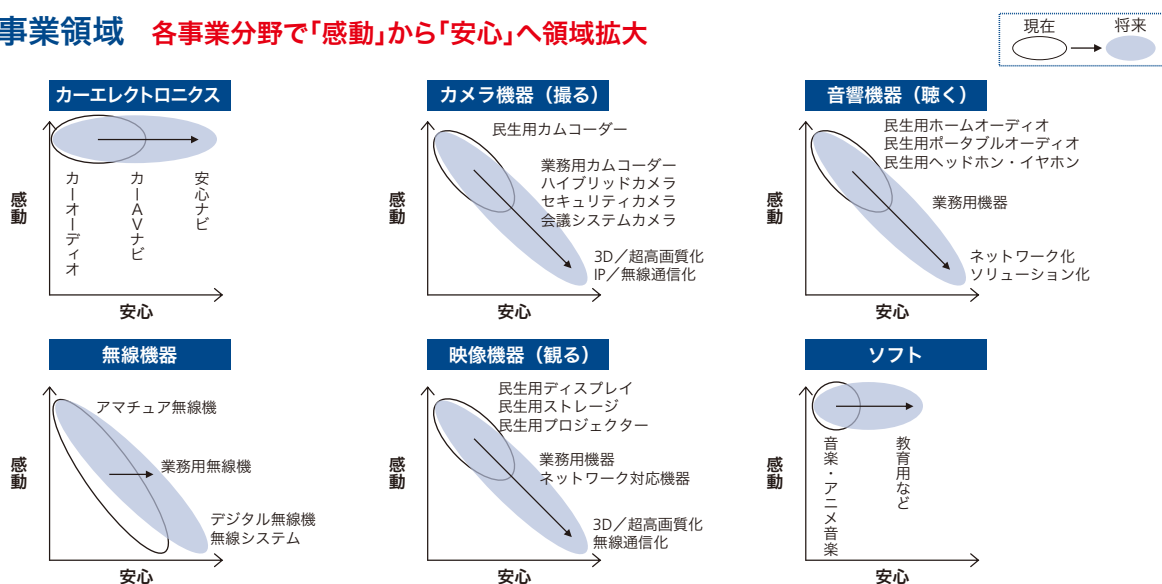 事業領域 各事業分野で「感動」から「安心」へ領域拡大
現在 将来
カーエレクトロニクス
感動
カーオーディオ
カーAVナビ
安心ナビ
安心
カメラ機器（撮る）
民生用カムコーダー
業務用カムコーダー
ハイブリッドカメラ
セキュリティカメラ
会議システムカメラ
3D／超高画質化
IP／無線通信化
感動
安心
音響機器（聴く）
民生用ホームオーディオ
民生用ポータブルオーディオ
民生用ヘッドホン・イヤホン
業務用機器
ネットワーク化
ソリューション化
感動
安心
無線機器
アマチュア無線機
業務用無線機
デジタル無線機
無線システム
感動
安心
映像機器（観る）
民生用ディスプレイ
民生用ストレージ
民生用プロジェクター
業務用機器
ネットワーク対応機器
3D／超高画質化
無線通信化
感動
安心
ソフト
感動
音楽・アニメ音楽
教育用など
安心